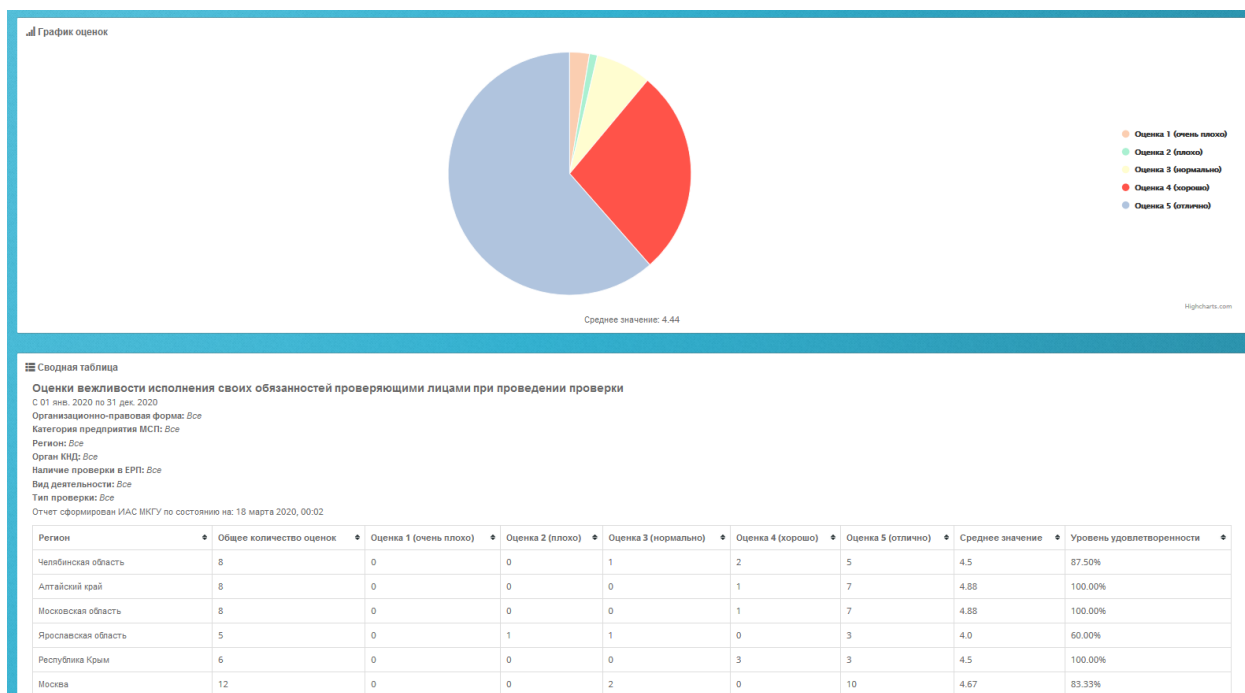 График оценок
Оценка 1 (очень плохо)
Оценка 2 (плохо)
Оценка 3 (нормально)
Оценка 4 (хорошо)
Оценка 5 (отлично)
Highcharts.com
Среднее значение: 4.44
Сводная таблица
Оценки вежливости исполнения своих обязанностей проверяющими лицами при проведении проверки
С 01 янв. 2020 по 31 дек. 2020
Организационно-правовая форма: Все
Категория предприятия МСП: Все
Регион: Все
Орган КНД: Все
Наличие проверки в ЕРП: Все
Вид деятельности: Все
Тип проверки: Все
Отчет сформирован ИАС МКГУ по состоянию на: 18 марта 2020, 00:02
Регион Общее количество оценок Оценка 1 (очень плохо) Оценка 2 (плохо) Оценка 3 (нормально) Оценка 4 (хорошо) Оценка 5 (отлично) Среднее значение Уровень удовлетворенности
Челябинская область 8 0 0 1 2 5 4.5 87.50%
Алтайский край 8 0 0 0 1 7 4.88 100.00%
Московская область 8 0 0 0 1 7 4.88 100.00%
Ярославская область 5 0 1 1 0 3 4.0 60.00%
Республика Крым 6 0 0 0 3 3 4.5 100.00%
Москва 12 0 0 2 0 10 4.67 83.33%